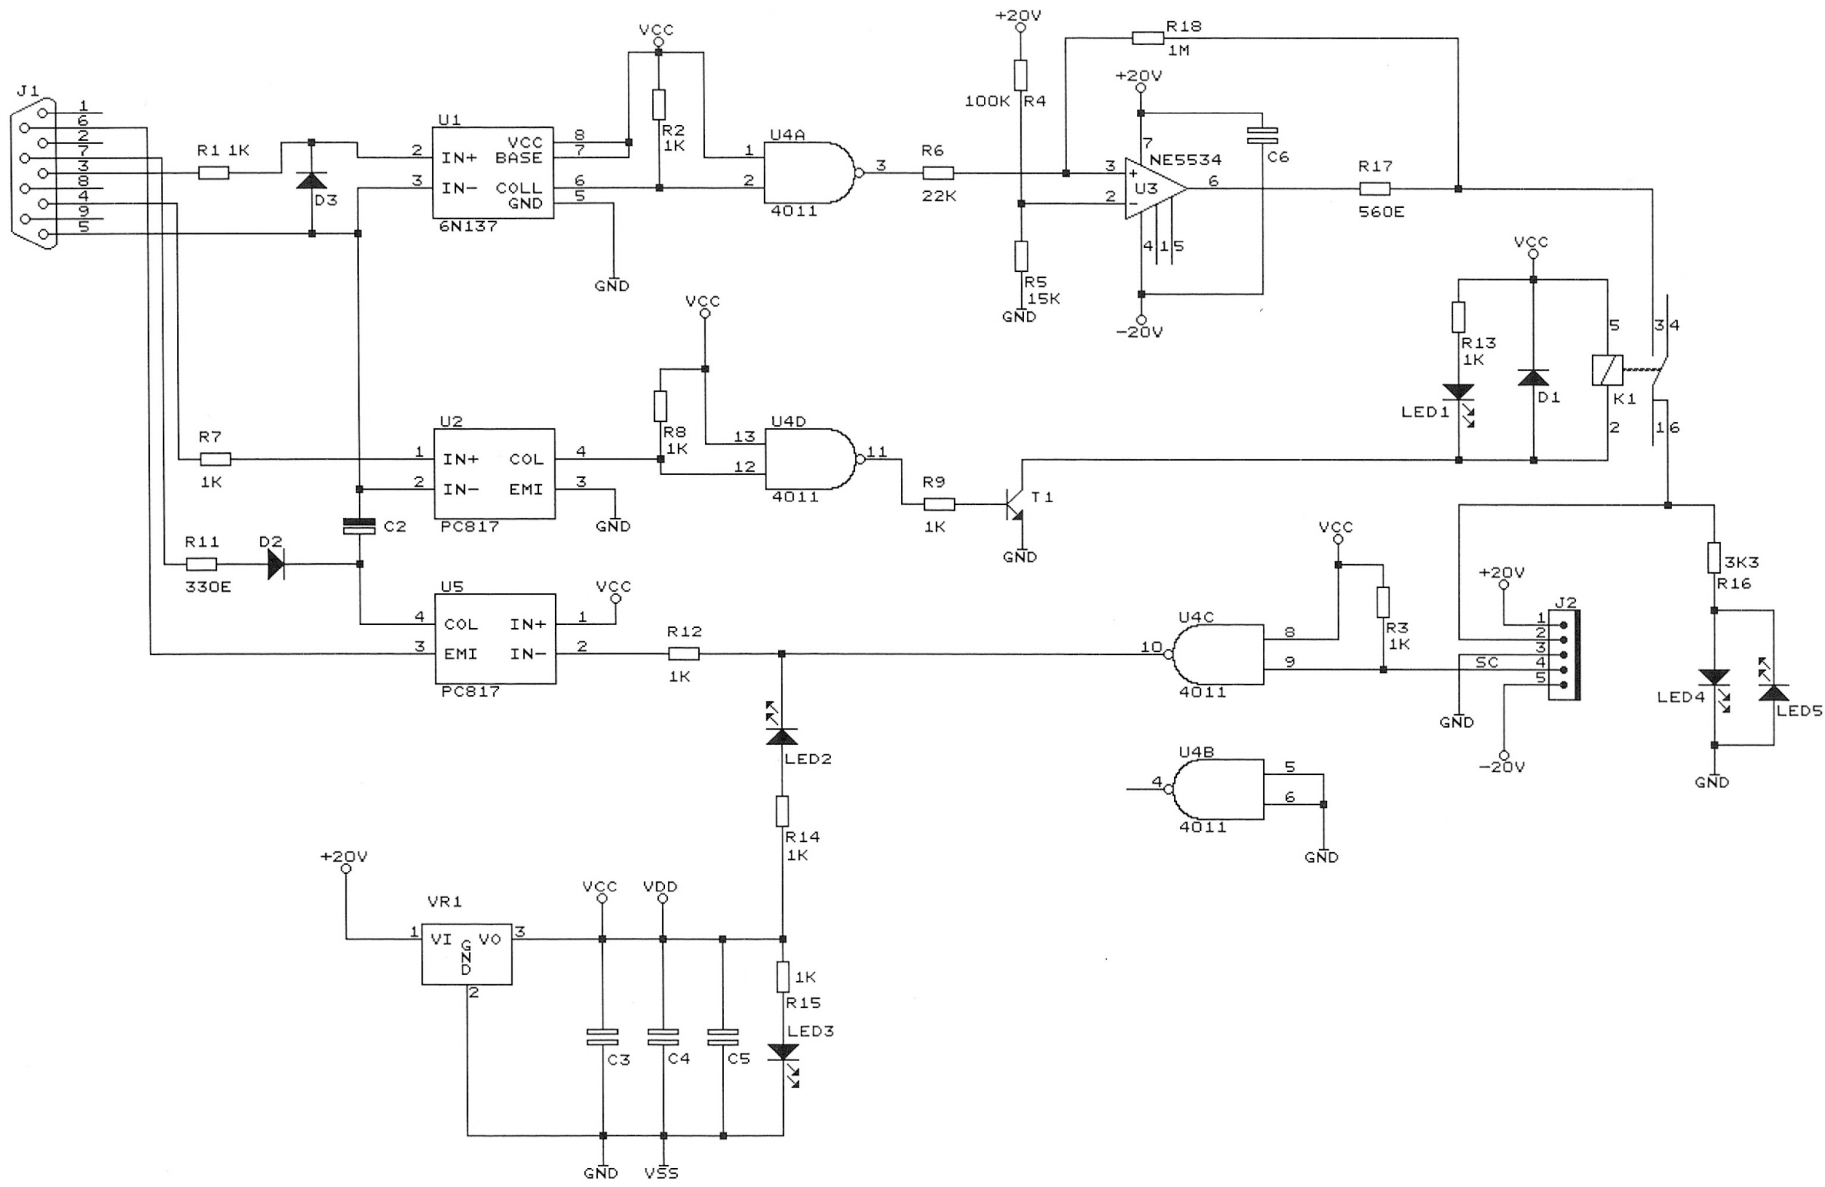 J1
1
6
2
7
3
8
4
9
5
R1 1K
D3
U1
2 IN+
3 IN-
VCC 8
BASE 7
COLL 6
GND 5
6N137
GND
VCC
R2
1K
U4A
1
2
3
4011
R6
22K
+20V
100K R4
R5
15K
GND
R18
1M
+20V
7
NE5534
3 +
2 -
U3
6
4 1 5
-20V
C6
R17
560E
VCC
R13
1K
LED1
D1
5
K1
2
3 4
1 6
R7
1K
U2
1 IN+
2 IN-
COL 4
EMI 3
PC817
GND
VCC
R8
1K
U4D
13
12
11
4011
R9
1K
T1
GND
C2
R11
330E
D2
U5
4 COL
3 EMI
IN+ 1
IN- 2
PC817
VCC
R12
1K
VCC
R3
1K
U4C
10
8
9
4011
SC
+20V
J2
1
2
3
4
5
GND
-20V
3K3
R16
LED4
LED5
GND
U4B
4
5
6
4011
GND
LED2
R14
1K
+20V
VR1
1 VI
GND
VO 3
2
VCC
VDD
1K
R15
LED3
C3
C4
C5
GND
VSS